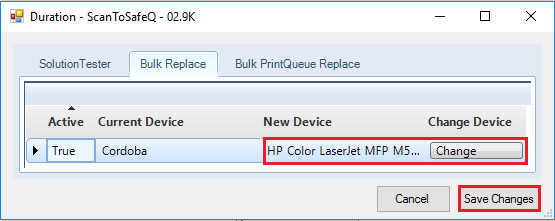 Duration - ScanToSafeQ - 02.9K
SolutionTester Bulk Replace Bulk PrintQueue Replace
Active Current Device New Device Change Device
True Cordoba HP Color LaserJet MFP M5... Change
Cancel Save Changes